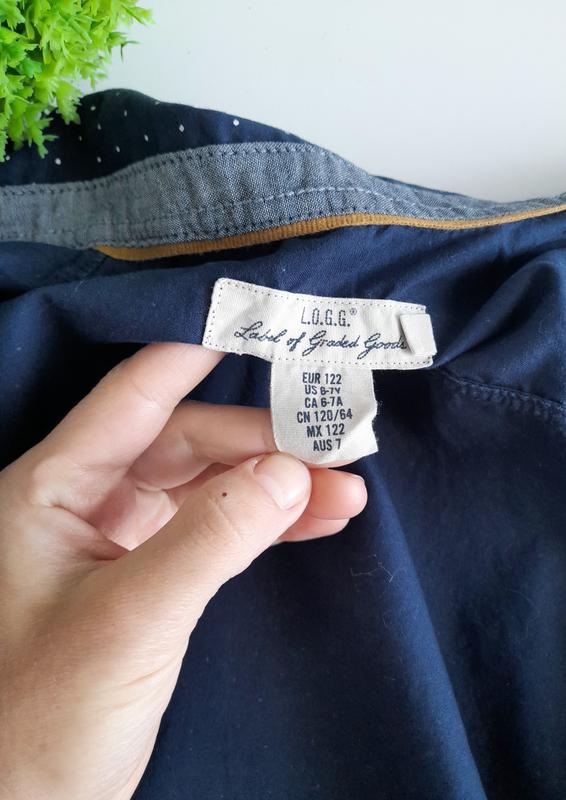 L.O.G.G.®
Label of Graded Goods
EUR 122
US 6-7Y
CA 6-7A
CN 120/64
MX 122
AUS 7